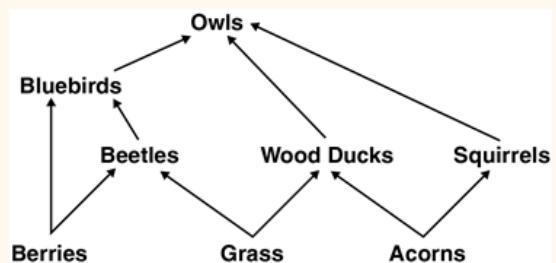 Owls
Bluebirds
Beetles Wood Ducks Squirrels
Berries Grass Acorns